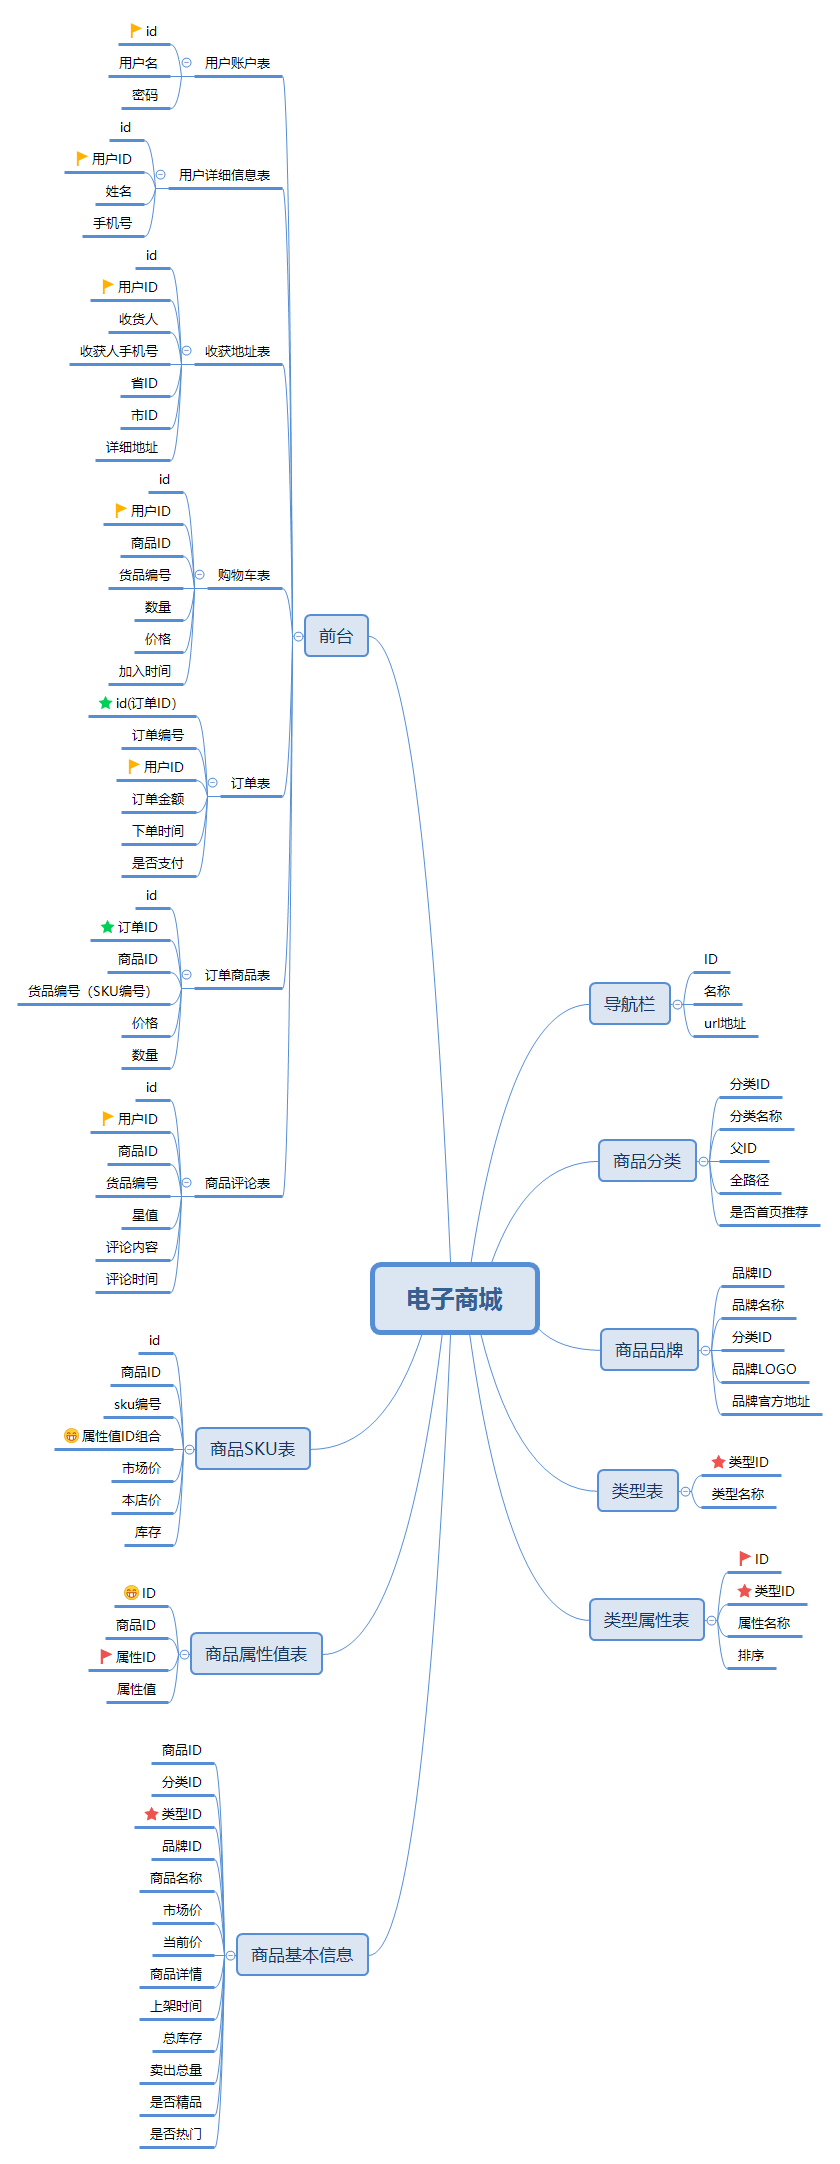 电子商城
前台
用户账户表
id
用户名
密码
用户详细信息表
id
用户ID
姓名
手机号
收获地址表
id
用户ID
收货人
收获人手机号
省ID
市ID
详细地址
购物车表
id
用户ID
商品ID
货品编号
数量
价格
加入时间
订单表
id(订单ID）
订单编号
用户ID
订单金额
下单时间
是否支付
订单商品表
id
订单ID
商品ID
货品编号（SKU编号）
价格
数量
商品评论表
id
用户ID
商品ID
货品编号
星值
评论内容
评论时间
商品SKU表
id
商品ID
sku编号
属性值ID组合
市场价
本店价
库存
商品属性值表
ID
商品ID
属性ID
属性值
商品基本信息
商品ID
分类ID
类型ID
品牌ID
商品名称
市场价
当前价
商品详情
上架时间
总库存
卖出总量
是否精品
是否热门
导航栏
ID
名称
url地址
商品分类
分类ID
分类名称
父ID
全路径
是否首页推荐
商品品牌
品牌ID
品牌名称
分类ID
品牌LOGO
品牌官方地址
类型表
类型ID
类型名称
类型属性表
ID
类型ID
属性名称
排序